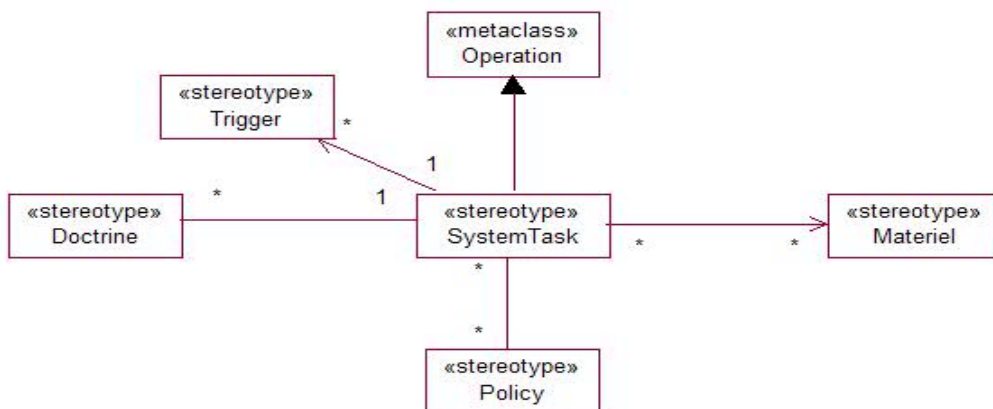 «metaclass»
Operation
«stereotype»
Trigger
*
1
«stereotype»
Doctrine
*
1
«stereotype»
SystemTask
*
*
«stereotype»
Materiel
*
*
«stereotype»
Policy